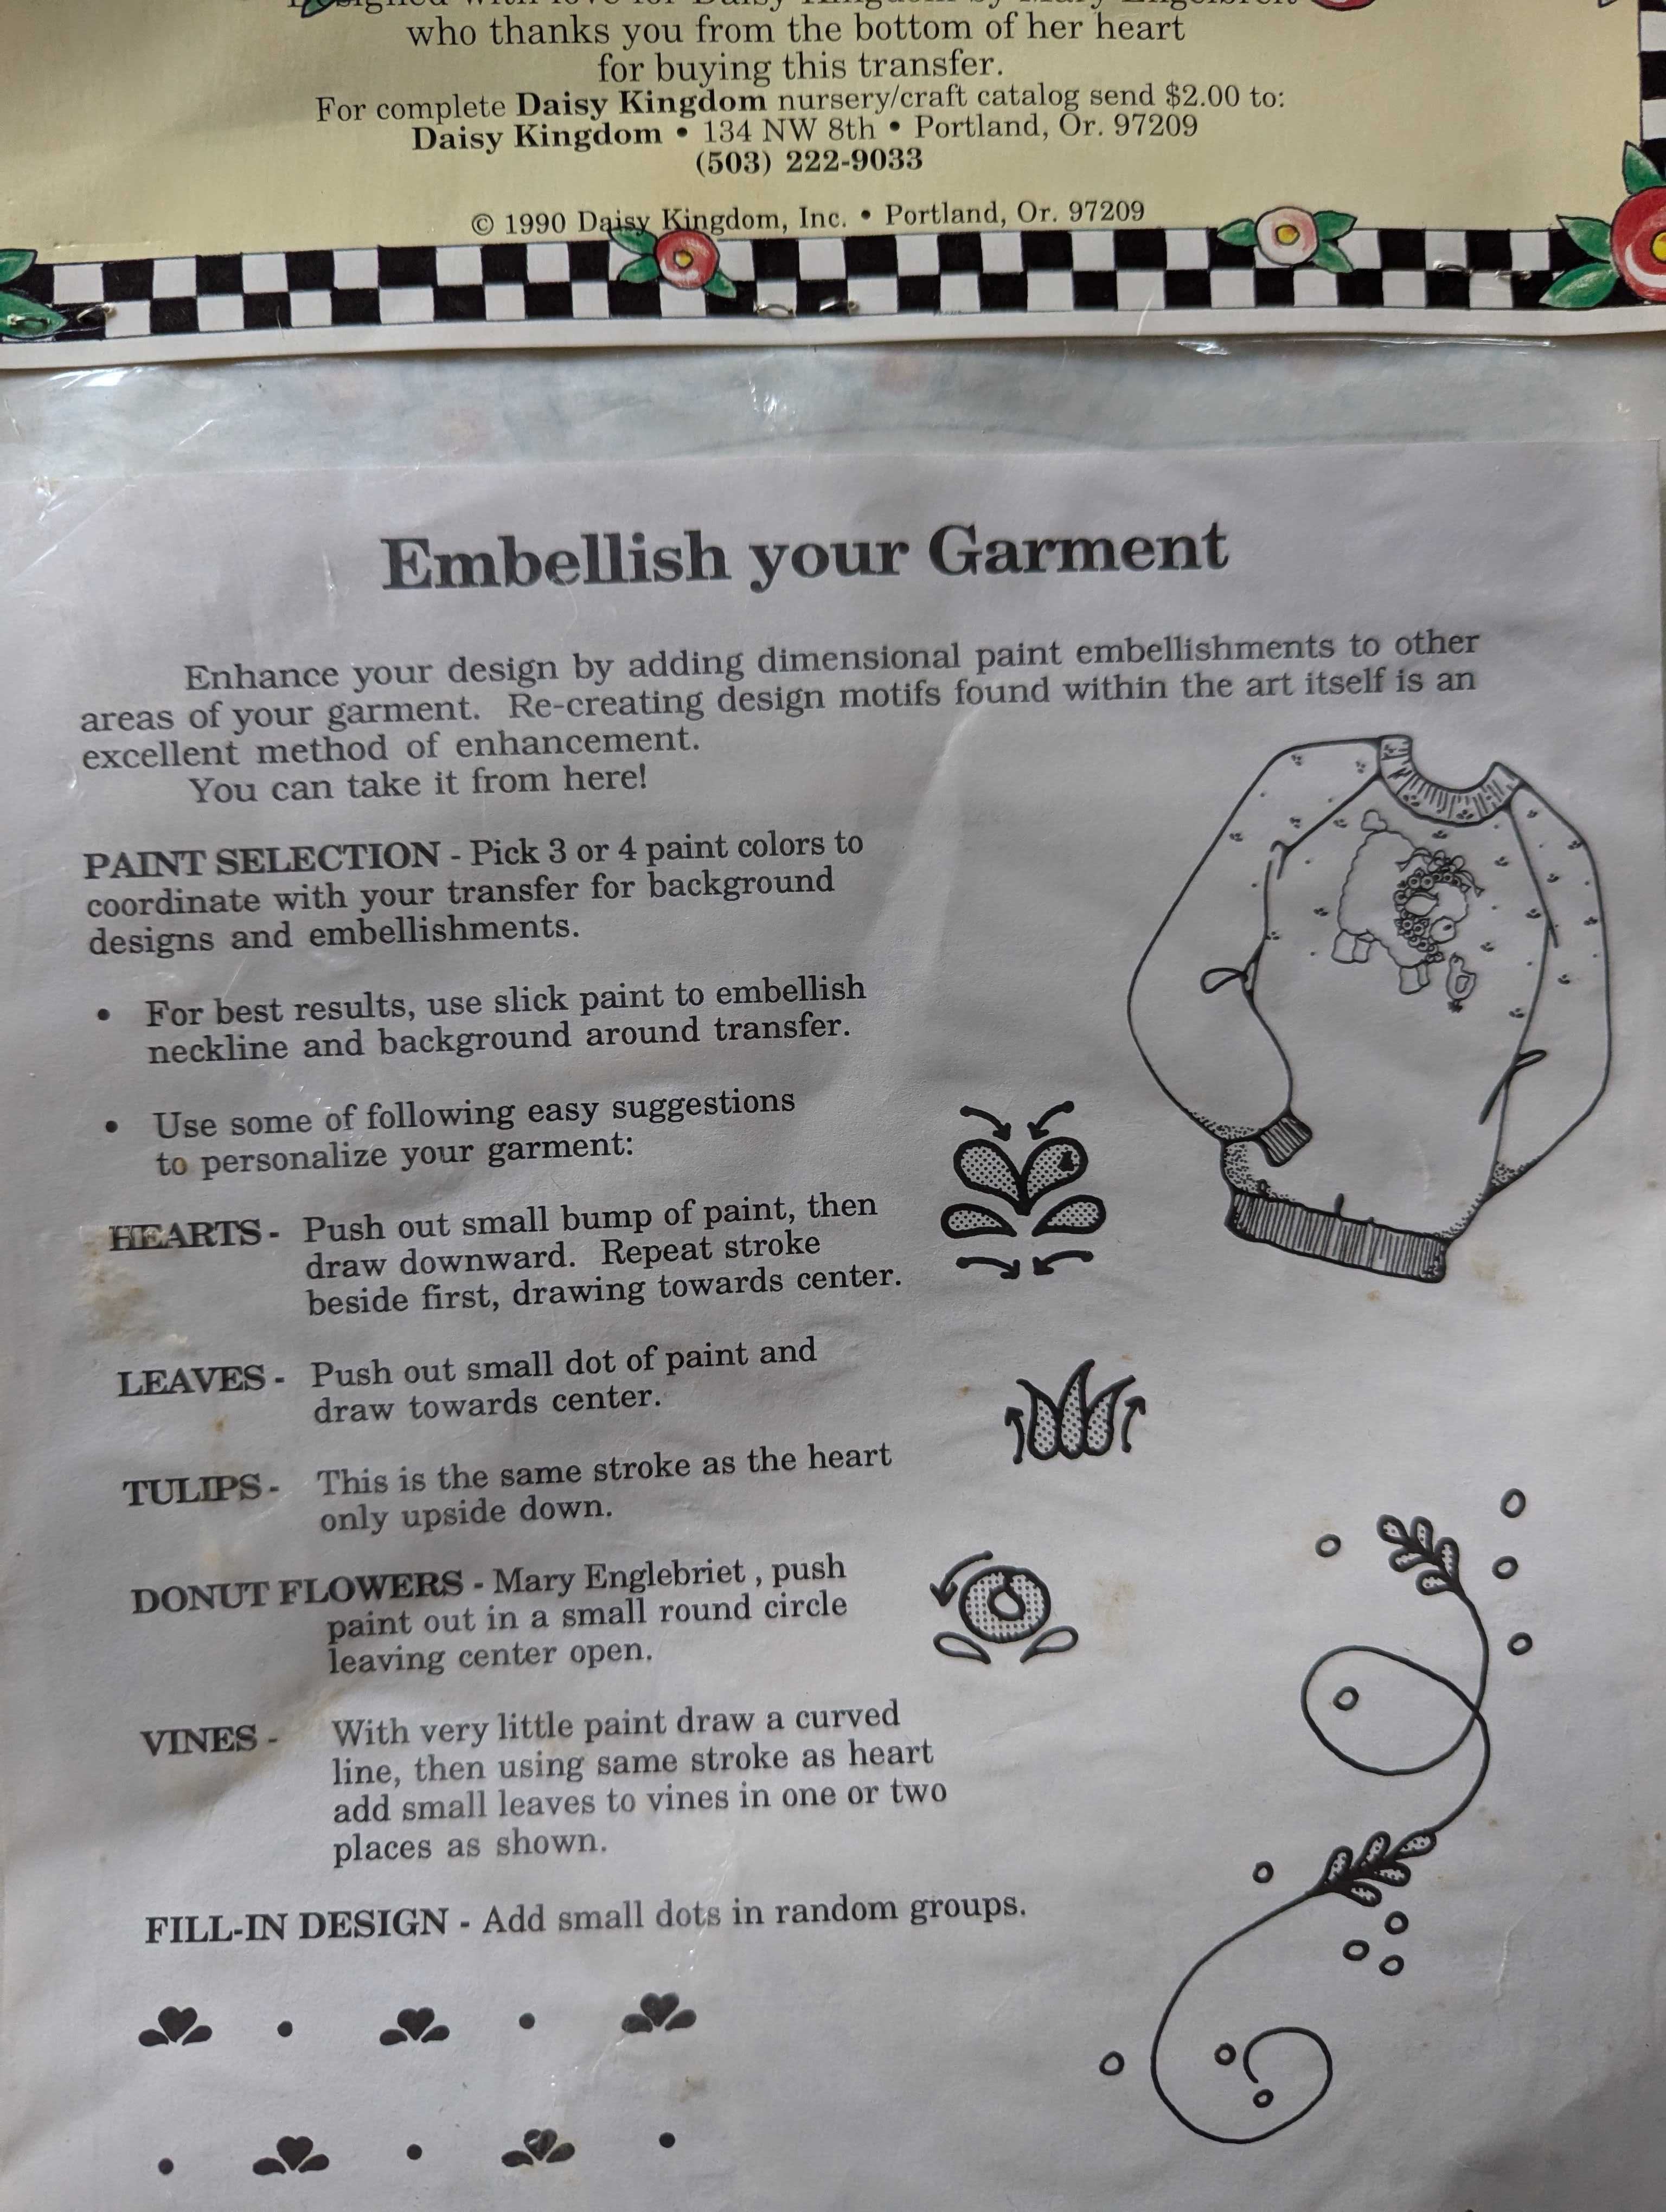 Designed with love for Daisy Kingdom by Mary Engelbreit
who thanks you from the bottom of her heart
for buying this transfer.
For complete Daisy Kingdom nursery/craft catalog send $2.00 to:
Daisy Kingdom • 134 NW 8th • Portland, Or. 97209
(503) 222-9033
© 1990 Daisy Kingdom, Inc. • Portland, Or. 97209
Embellish your Garment
Enhance your design by adding dimensional paint embellishments to other
areas of your garment. Re-creating design motifs found within the art itself is an
excellent method of enhancement.
You can take it from here!
PAINT SELECTION - Pick 3 or 4 paint colors to
coordinate with your transfer for background
designs and embellishments.
• For best results, use slick paint to embellish
neckline and background around transfer.
• Use some of following easy suggestions
to personalize your garment:
HEARTS - Push out small bump of paint, then
draw downward. Repeat stroke
beside first, drawing towards center.
LEAVES - Push out small dot of paint and
draw towards center.
TULIPS - This is the same stroke as the heart
only upside down.
DONUT FLOWERS - Mary Englebriet , push
paint out in a small round circle
leaving center open.
VINES - With very little paint draw a curved
line, then using same stroke as heart
add small leaves to vines in one or two
places as shown.
FILL-IN DESIGN - Add small dots in random groups.